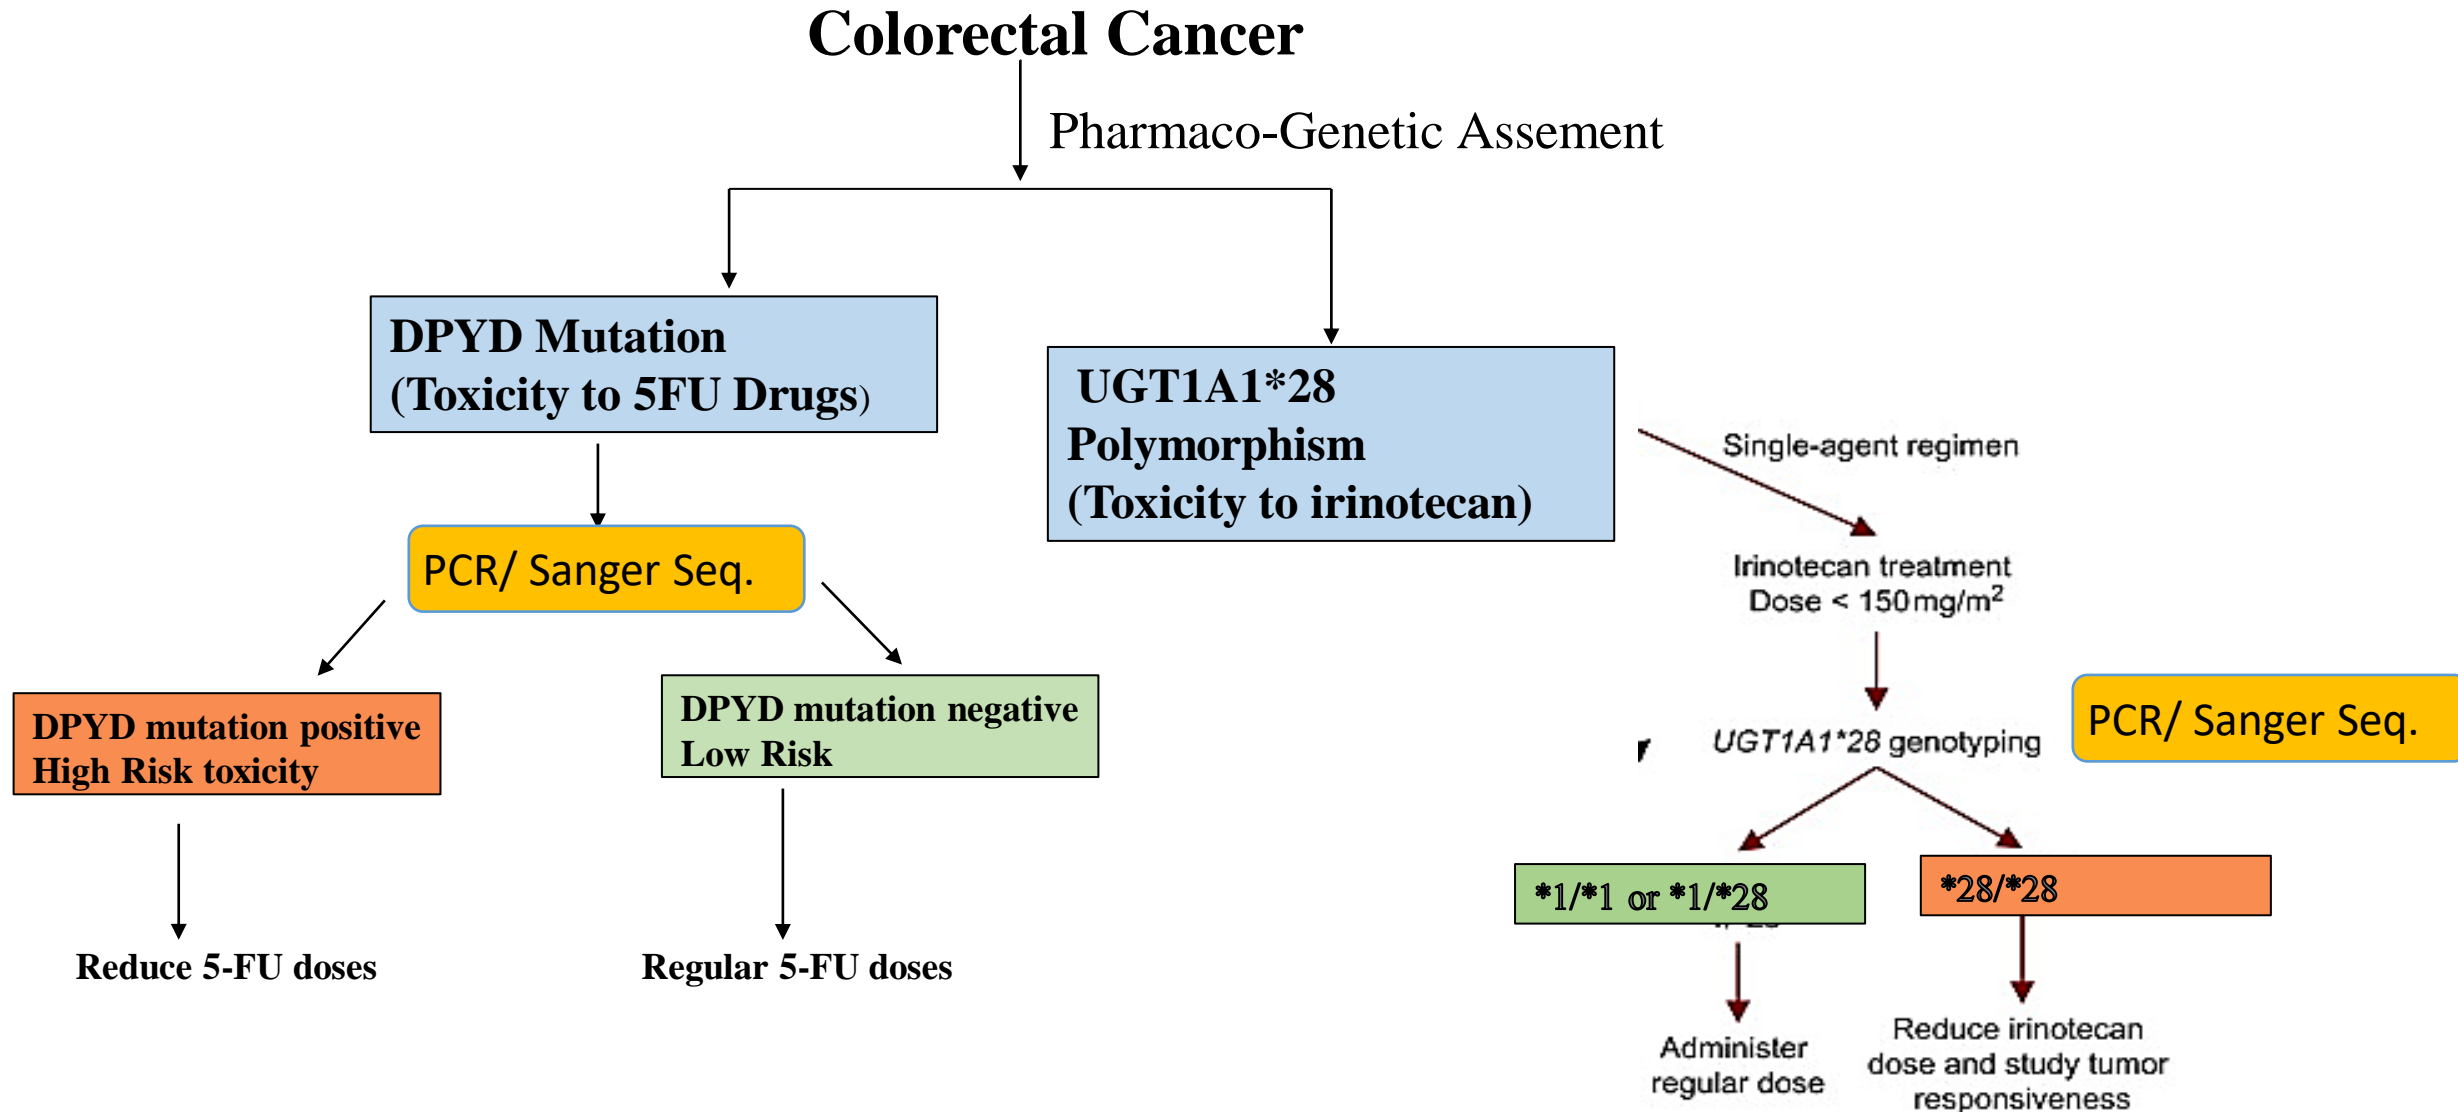 Colorectal Cancer
Pharmaco-Genetic Assement
DPYD Mutation
(Toxicity to 5FU Drugs)
UGT1A1*28
Polymorphism
(Toxicity to irinotecan)
PCR/ Sanger Seq.
DPYD mutation positive
High Risk toxicity
DPYD mutation negative
Low Risk
Reduce 5-FU doses
Regular 5-FU doses
Single-agent regimen
Irinotecan treatment
Dose < 150 mg/m²
UGT1A1*28 genotyping
PCR/ Sanger Seq.
*1/*1 or *1/*28
*28/*28
Administer
regular dose
Reduce irinotecan
dose and study tumor
responsiveness